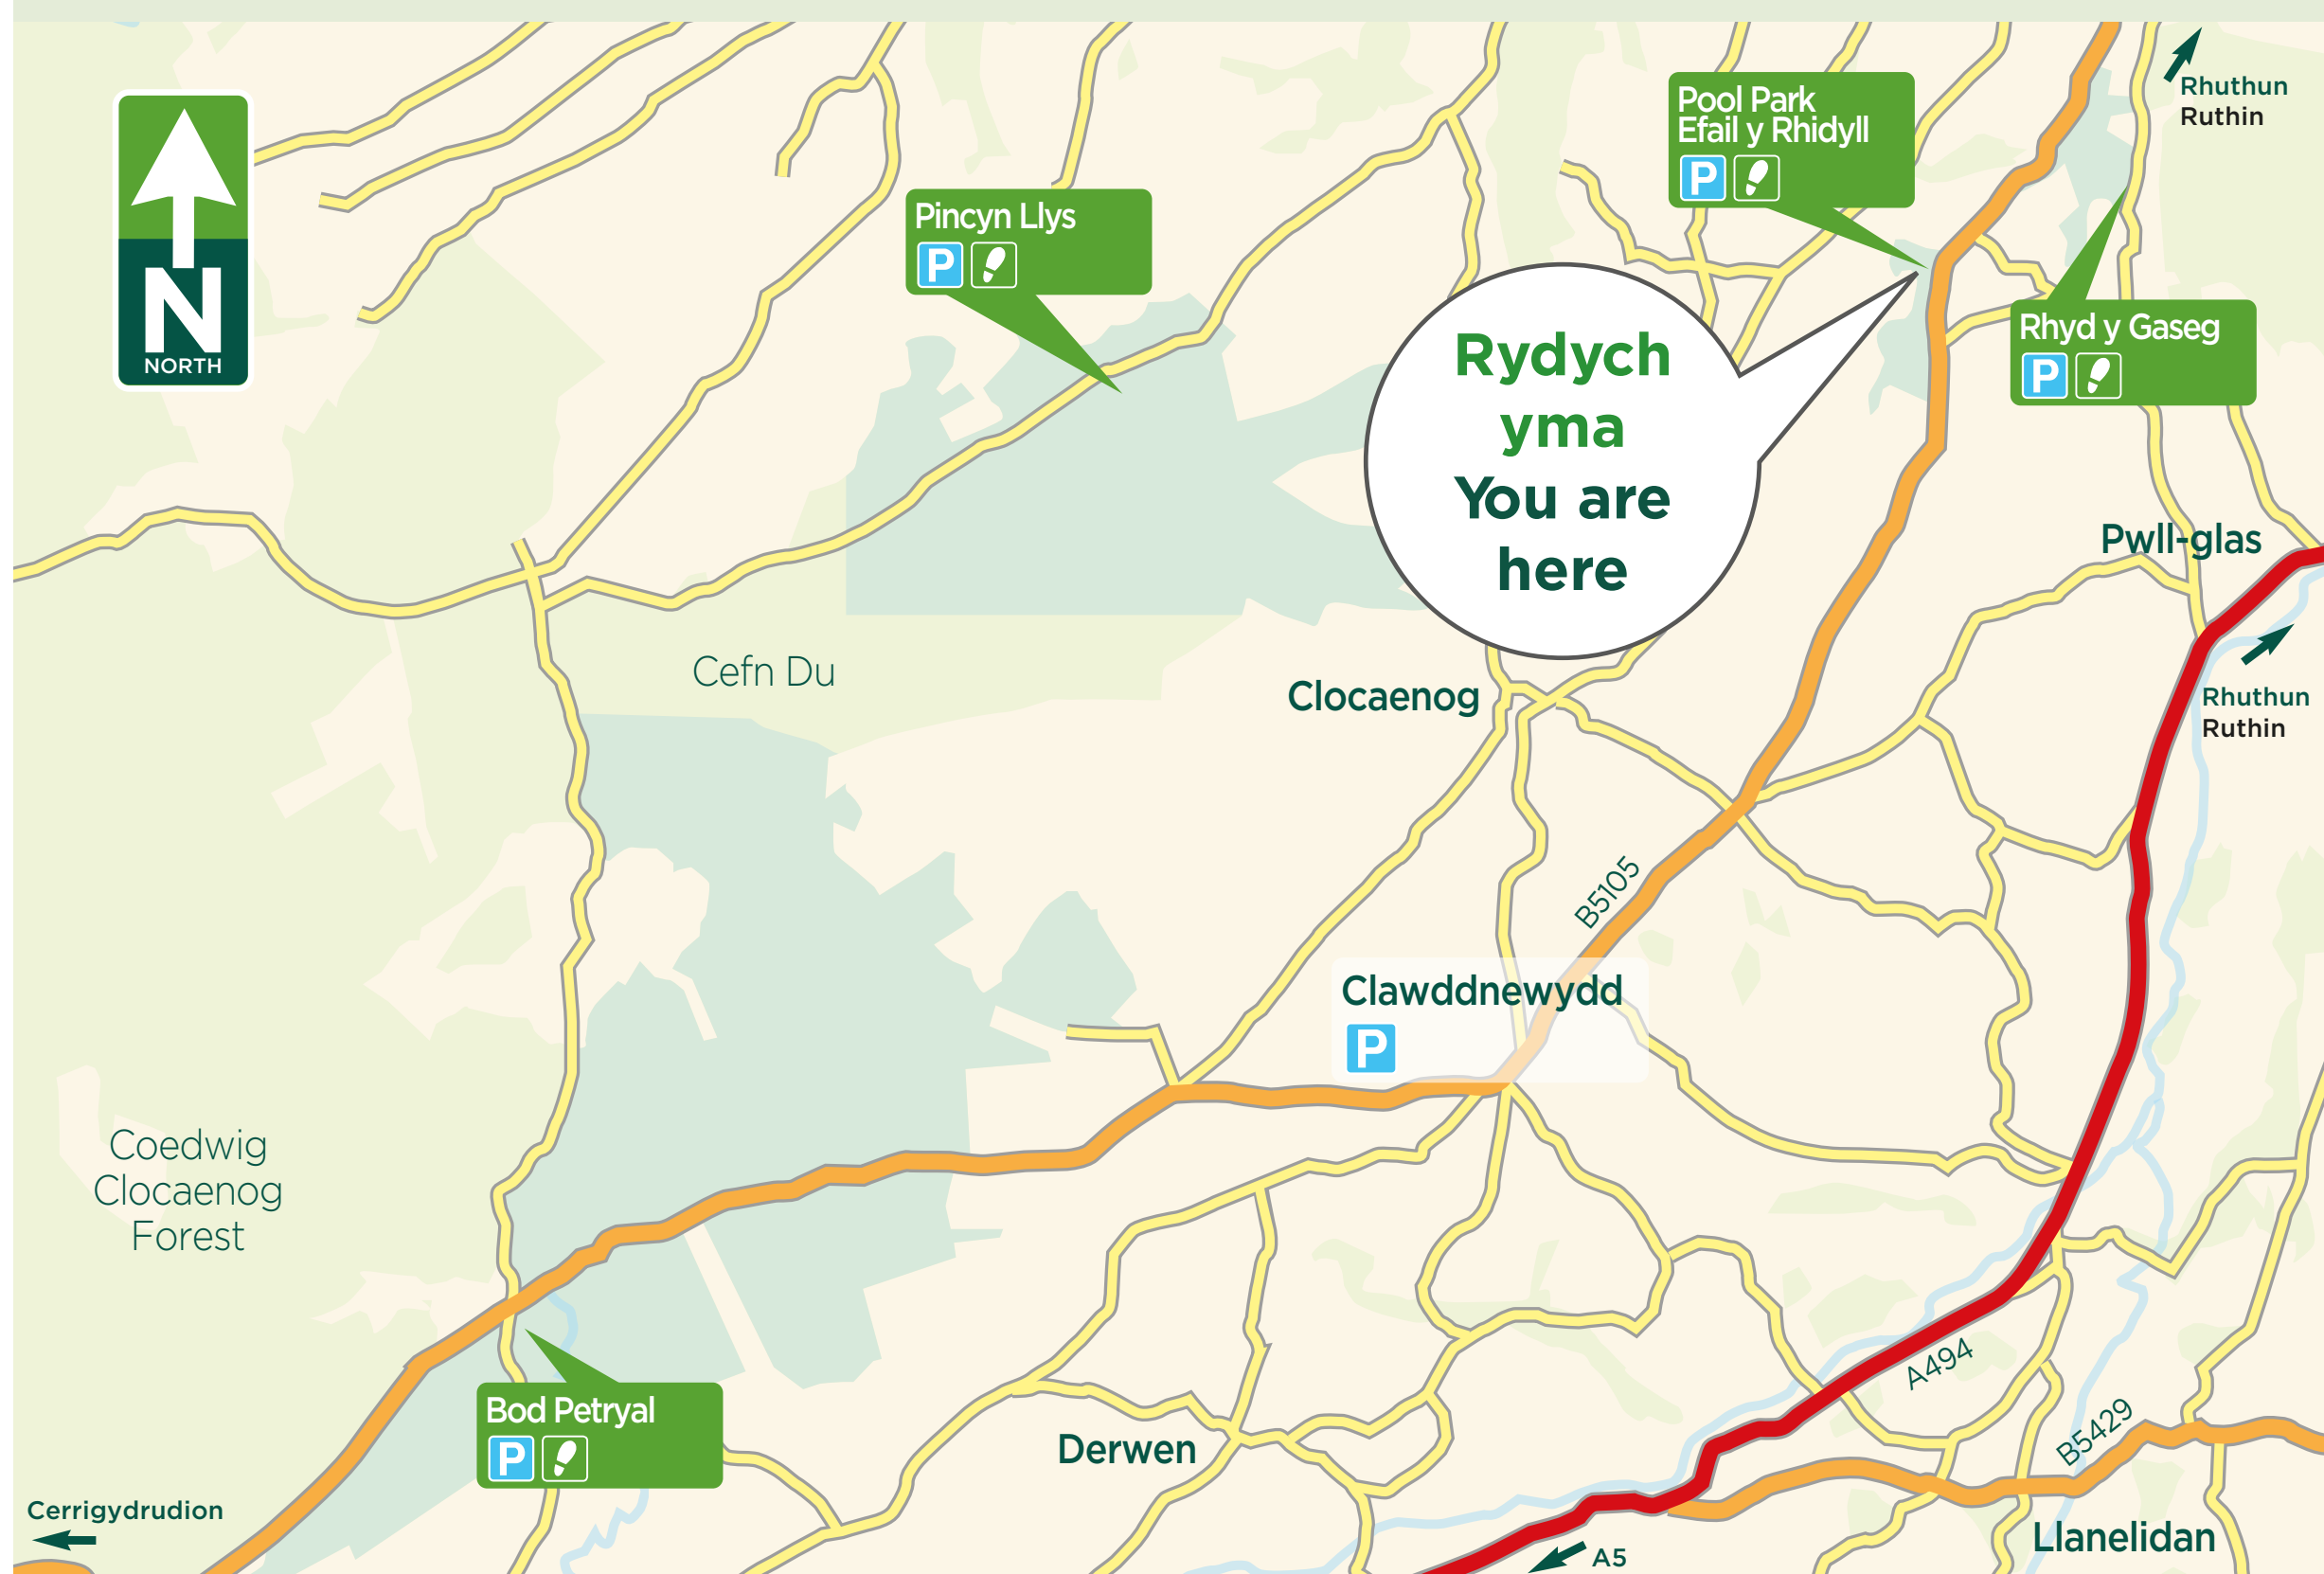 Rhuthun
Ruthin
Pool Park
Efail y Rhidyll
P
Pincyn Llys
P
N
NORTH
Rhyd y Gaseg
P
Rydych
yma
You are
here
Pwll-glas
Cefn Du
Clocaenog
Rhuthun
Ruthin
B5105
Clawddnewydd
P
Coedwig
Clocaenog
Forest
A494
Bod Petryal
P
B5429
Derwen
Cerrigydrudion
Llanelidan
A5